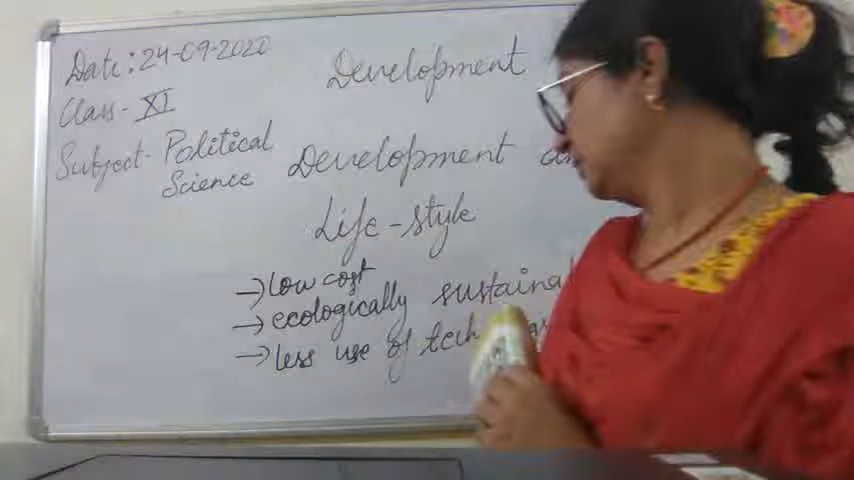 Date: 24-09-2020
Class - XI
Subject - Political
Science
Development
Development
Life-style
→ low cost
→ ecologically
→ less use of